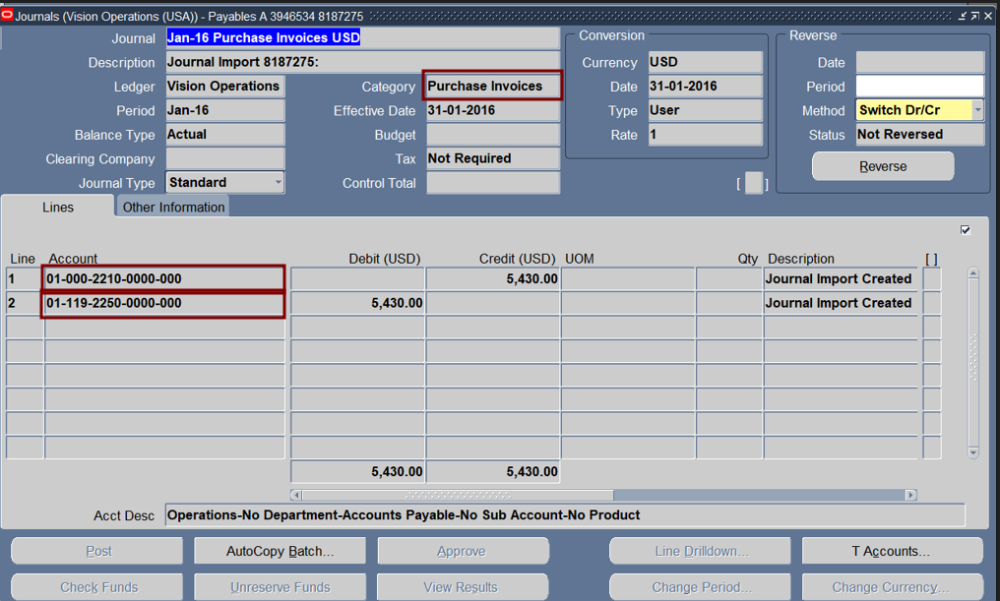 Journals (Vision Operations (USA)) - Payables A 3946534 8187275
Journal Jan-16 Purchase Invoices USD
Description Journal Import 8187275:
Ledger Vision Operations Category Purchase Invoices
Period Jan-16 Effective Date 31-01-2016
Balance Type Actual Budget
Clearing Company Tax Not Required
Journal Type Standard Control Total
Conversion
Currency USD
Date 31-01-2016
Type User
Rate 1
Reverse
Date
Period
Method Switch Dr/Cr
Status Not Reversed
Reverse
[ ]
Lines Other Information
Line Account Debit (USD) Credit (USD) UOM Qty Description [ ]
1 01-000-2210-0000-000 5,430.00 Journal Import Created
2 01-119-2250-0000-000 5,430.00 Journal Import Created
5,430.00 5,430.00
Acct Desc Operations-No Department-Accounts Payable-No Sub Account-No Product
Post AutoCopy Batch... Approve Line Drilldown... T Accounts...
Check Funds Unreserve Funds View Results Change Period... Change Currency...